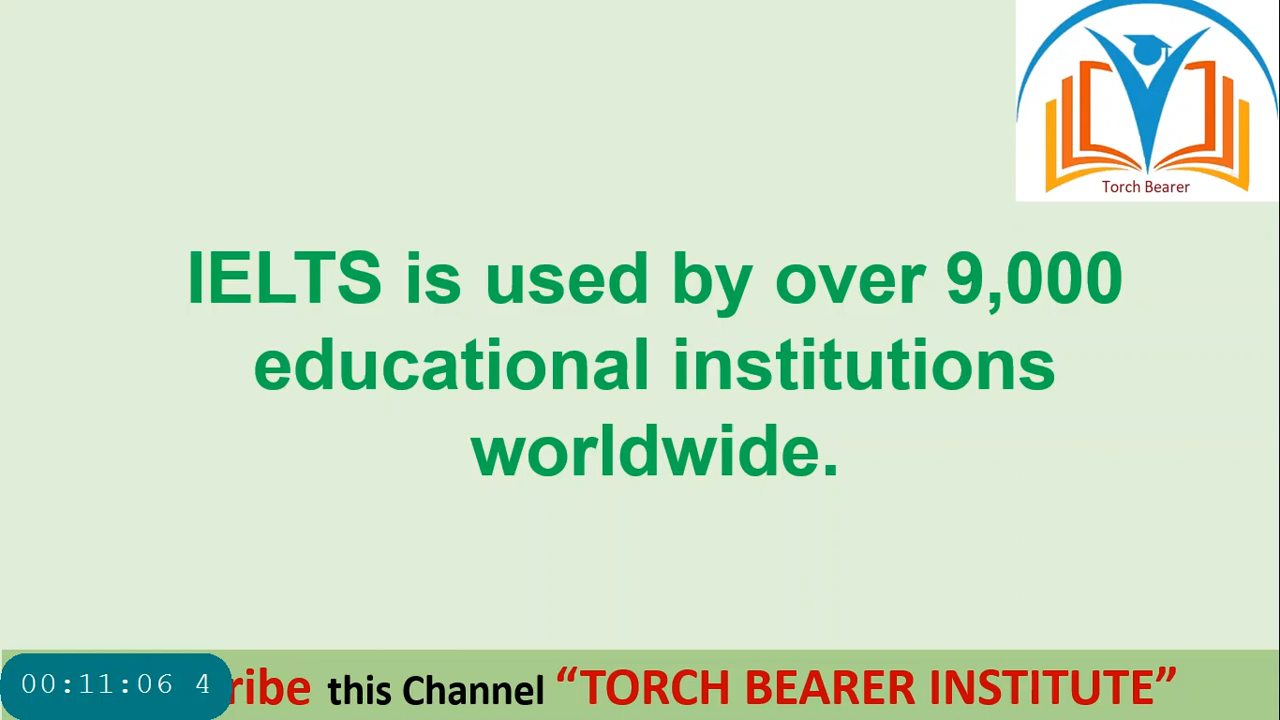 Torch Bearer
IELTS is used by over 9,000
educational institutions
worldwide.
00:11:06 4 ribe this Channel “TORCH BEARER INSTITUTE”